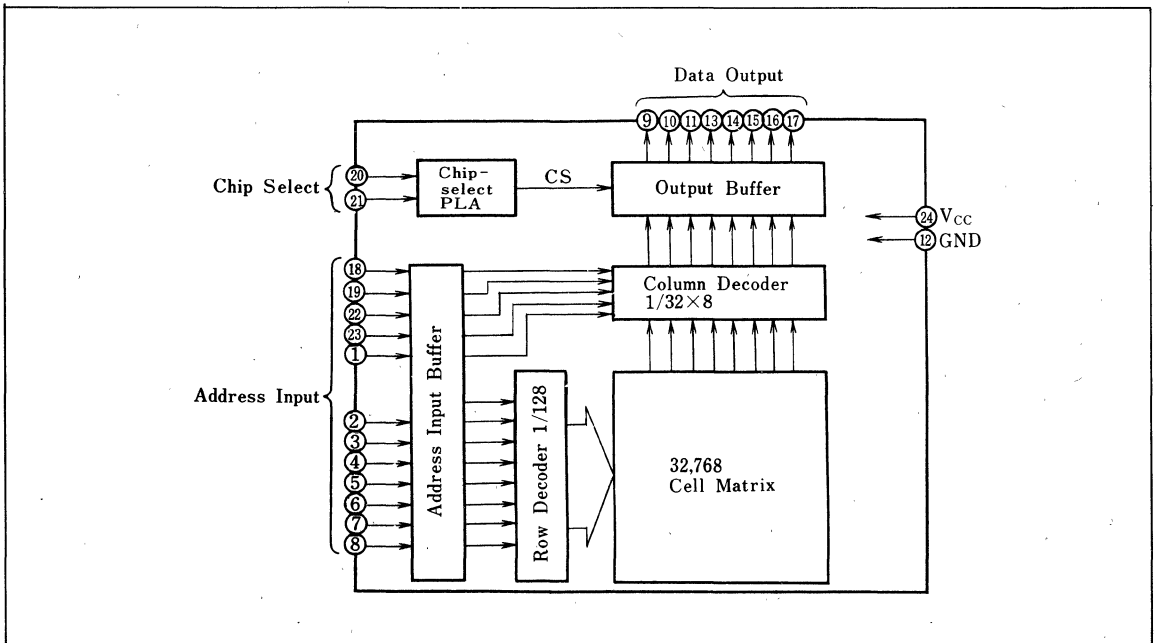 Data Output
9 10 11 13 14 15 16 17
Chip Select
20
21
Chip-
select
PLA
CS
Output Buffer
24 VCC
12 GND
Address Input
18
19
22
23
1
2
3
4
5
6
7
8
Address Input Buffer
Column Decoder
1/32×8
Row Decoder 1/128
32,768
Cell Matrix